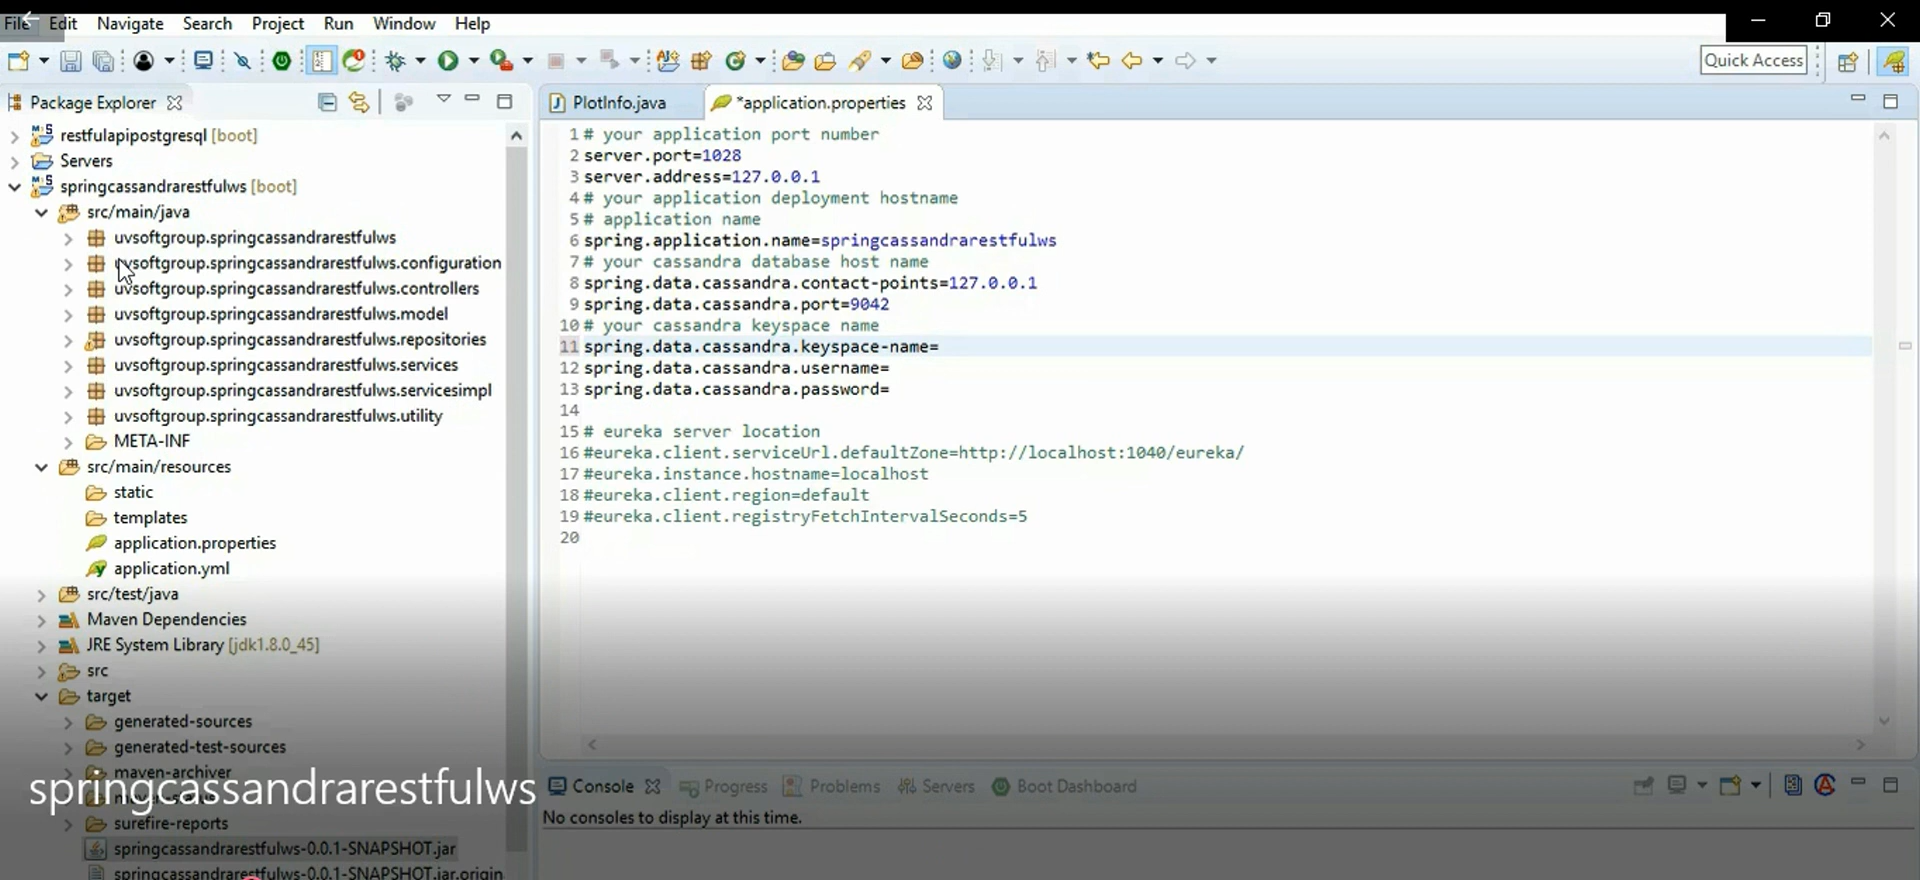 File Edit Navigate Search Project Run Window Help
Quick Access
Package Explorer
restfulapipostgresql [boot]
Servers
springcassandrarestfulws [boot]
src/main/java
uvsoftgroup.springcassandrarestfulws
uvsoftgroup.springcassandrarestfulws.configuration
uvsoftgroup.springcassandrarestfulws.controllers
uvsoftgroup.springcassandrarestfulws.model
uvsoftgroup.springcassandrarestfulws.repositories
uvsoftgroup.springcassandrarestfulws.services
uvsoftgroup.springcassandrarestfulws.servicesimpl
uvsoftgroup.springcassandrarestfulws.utility
META-INF
src/main/resources
static
templates
application.properties
application.yml
src/test/java
Maven Dependencies
JRE System Library [jdk1.8.0_45]
src
target
generated-sources
generated-test-sources
maven-archiver
surefire-reports
springcassandrarestfulws-0.0.1-SNAPSHOT.jar
springcassandrarestfulws-0.0.1-SNAPSHOT.jar.origin
springcassandrarestfulws
PlotInfo.java *application.properties
1 # your application port number
2 server.port=1028
3 server.address=127.0.0.1
4 # your application deployment hostname
5 # application name
6 spring.application.name=springcassandrarestfulws
7 # your cassandra database host name
8 spring.data.cassandra.contact-points=127.0.0.1
9 spring.data.cassandra.port=9042
10 # your cassandra keyspace name
11 spring.data.cassandra.keyspace-name=
12 spring.data.cassandra.username=
13 spring.data.cassandra.password=
14
15 # eureka server location
16 #eureka.client.serviceUrl.defaultZone=http://localhost:1040/eureka/
17 #eureka.instance.hostname=localhost
18 #eureka.client.region=default
19 #eureka.client.registryFetchIntervalSeconds=5
20
Console Progress Problems Servers Boot Dashboard
No consoles to display at this time.